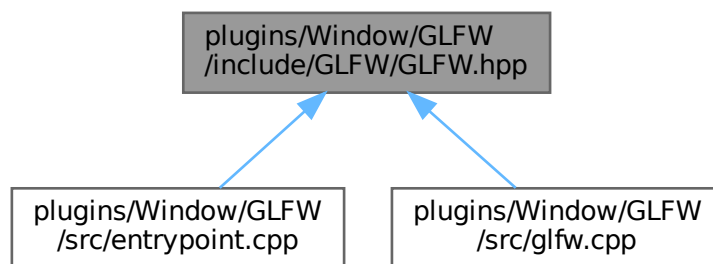 plugins/Window/GLFW
/include/GLFW/GLFW.hpp
plugins/Window/GLFW
/src/entrypoint.cpp
plugins/Window/GLFW
/src/glfw.cpp